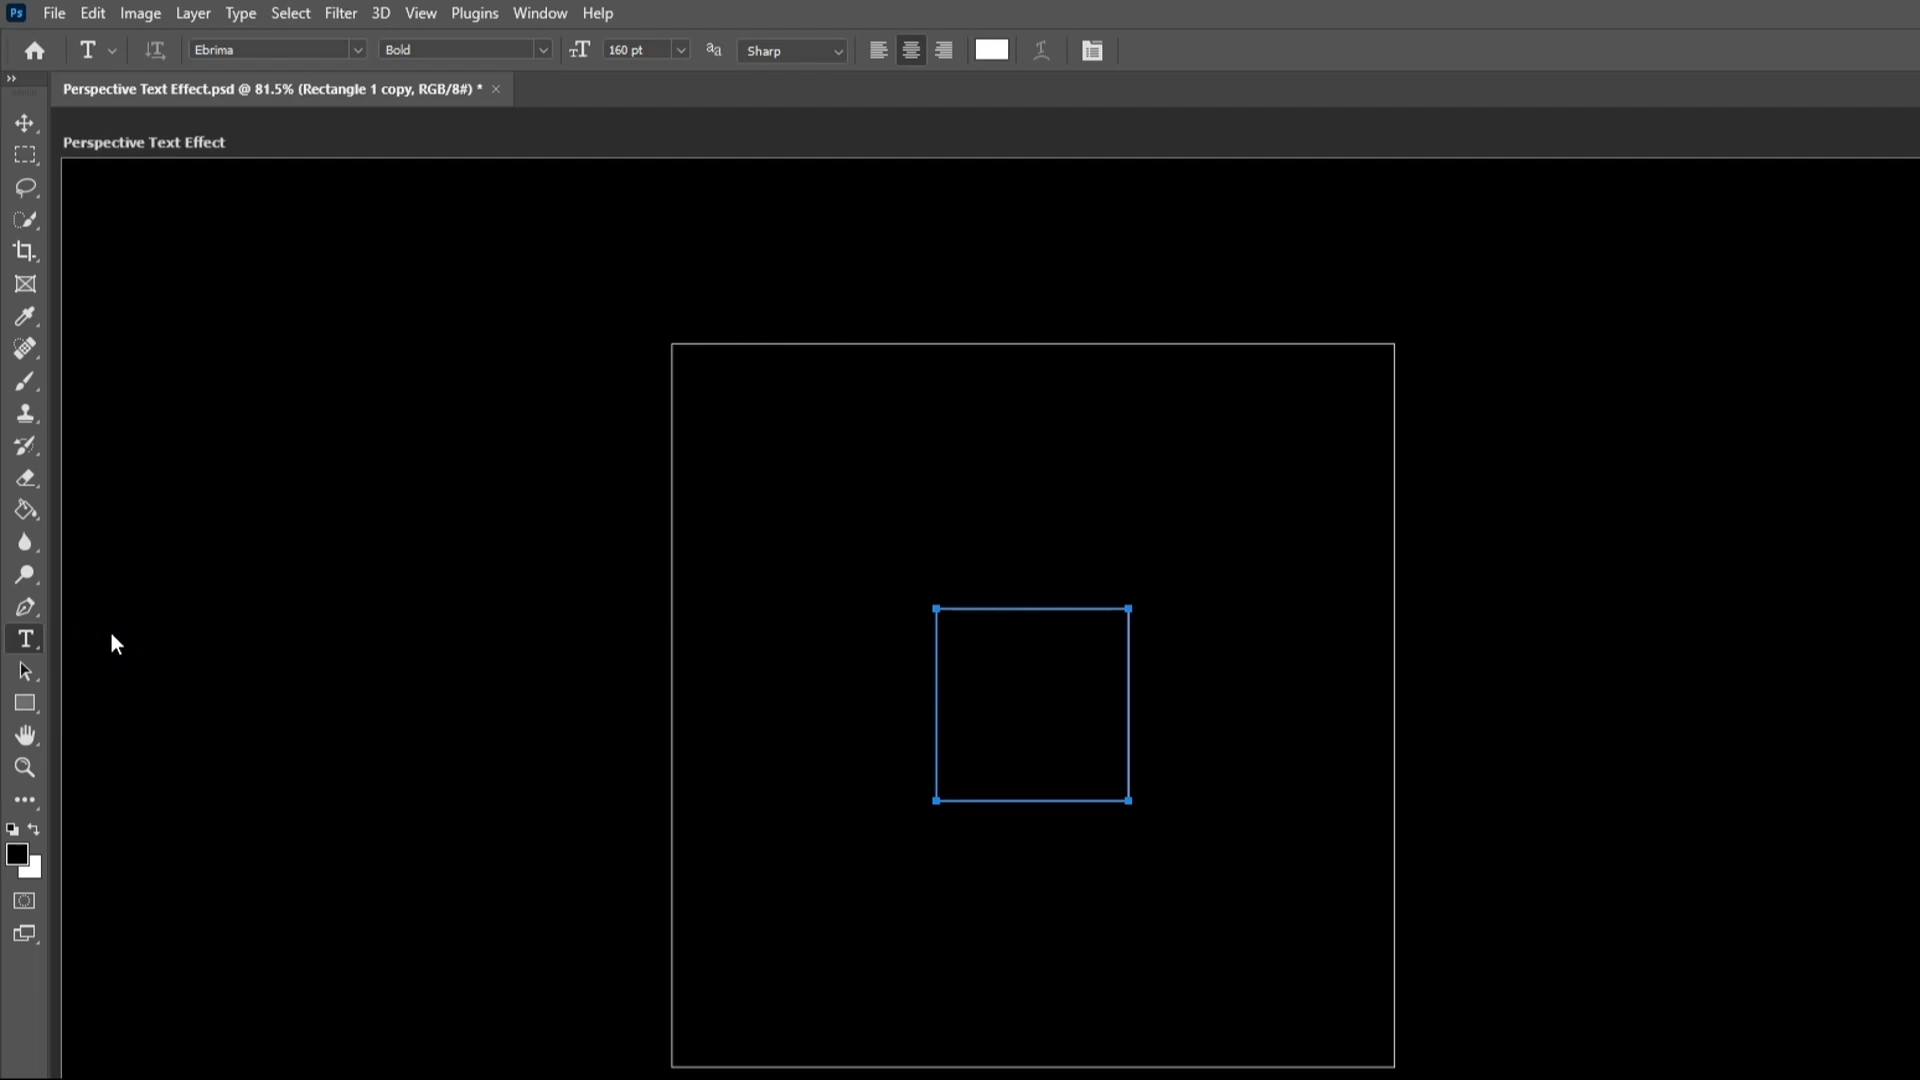 Ps File Edit Image Layer Type Select Filter 3D View Plugins Window Help
T Ebrima Bold 160 pt Sharp
Perspective Text Effect.psd @ 81.5% (Rectangle 1 copy, RGB/8#) *
Perspective Text Effect